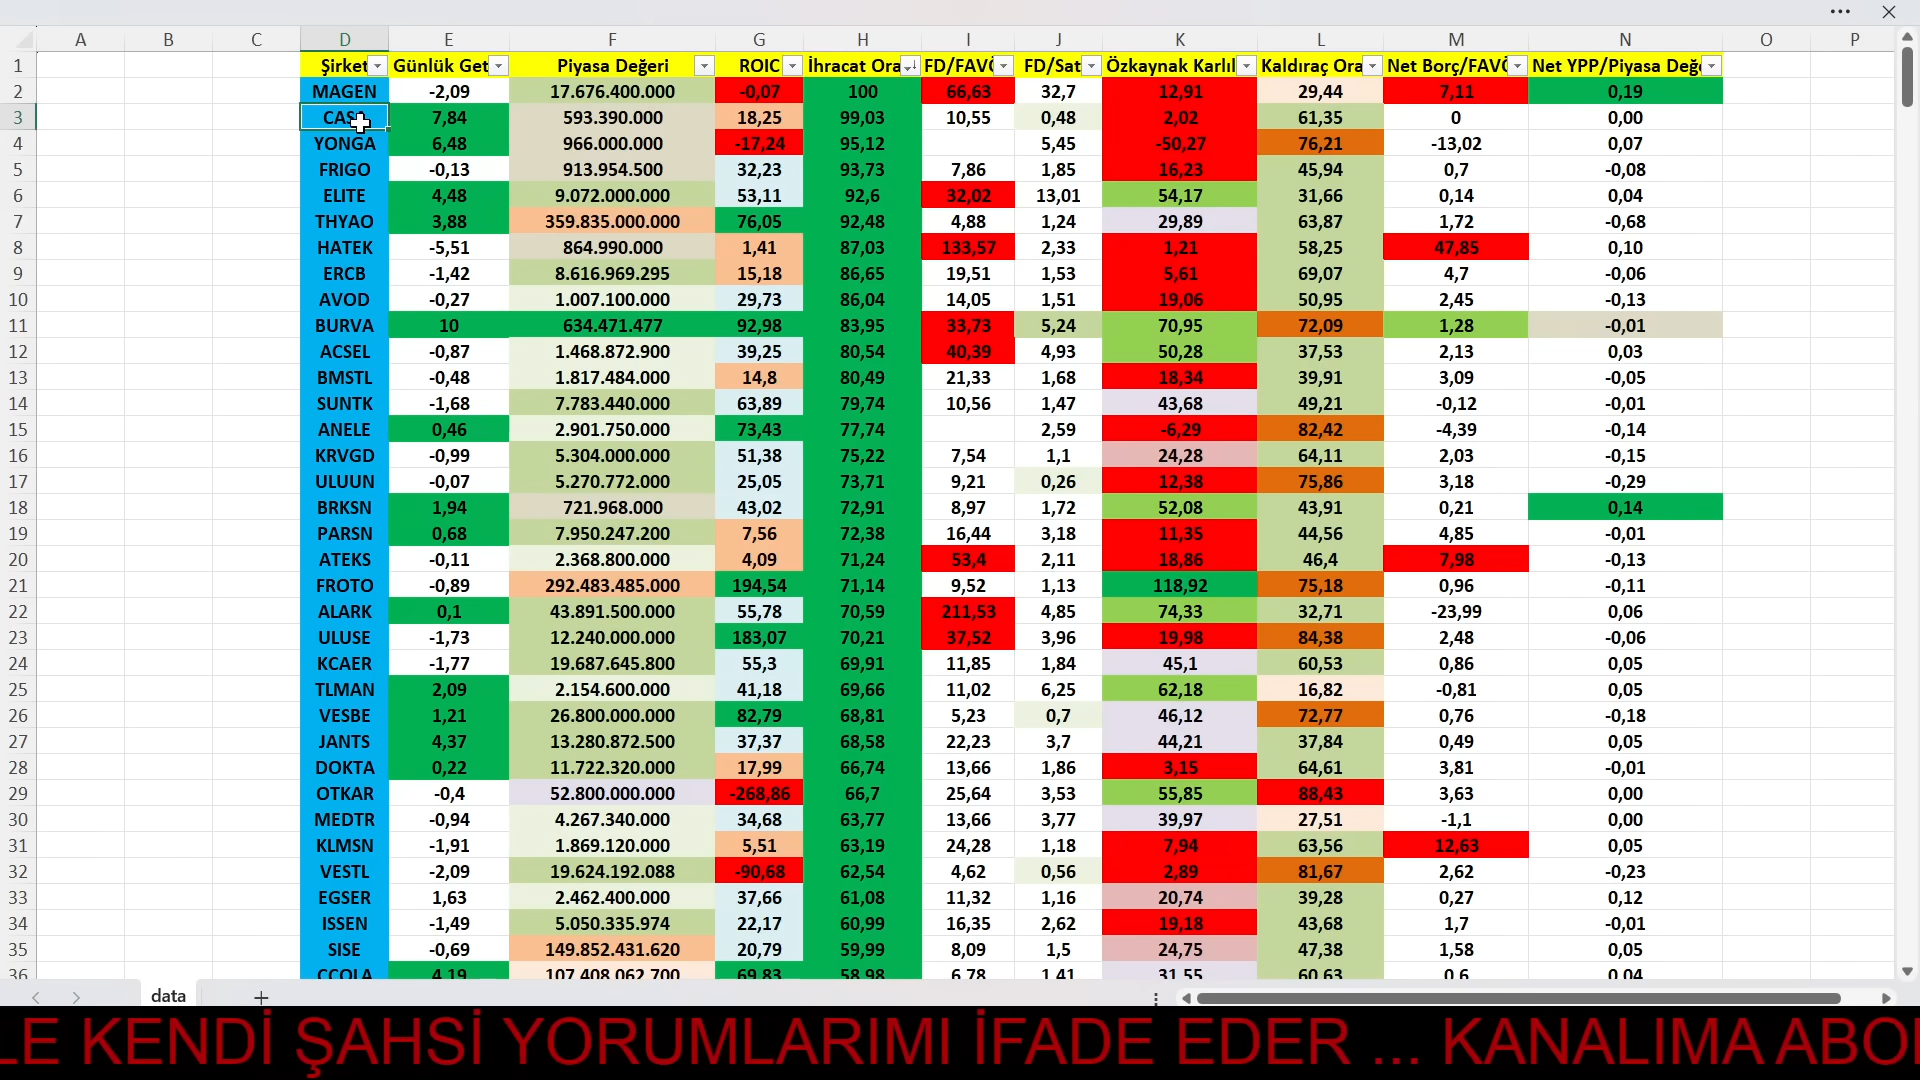 A B C D E F G H I J K L M N O P
1 Şirket Günlük Get Piyasa Değeri ROIC İhracat Ora FD/FAVÖ FD/Sat Özkaynak Karlıl Kaldıraç Ora Net Borç/FAVÖ Net YPP/Piyasa Değe
2 MAGEN -2,09 17.676.400.000 -0,07 100 66,63 32,7 12,91 29,44 7,11 0,19
3 7,84 593.390.000 18,25 99,03 10,55 0,48 2,02 61,35 0 0,00
4 YONGA 6,48 966.000.000 -17,24 95,12 5,45 -50,27 76,21 -13,02 0,07
5 FRIGO -0,13 913.954.500 32,23 93,73 7,86 1,85 16,23 45,94 0,7 -0,08
6 ELITE 4,48 9.072.000.000 53,11 92,6 32,02 13,01 54,17 31,66 0,14 0,04
7 THYAO 3,88 359.835.000.000 76,05 92,48 4,88 1,24 29,89 63,87 1,72 -0,68
8 HATEK -5,51 864.990.000 1,41 87,03 133,57 2,33 1,21 58,25 47,85 0,10
9 ERCB -1,42 8.616.969.295 15,18 86,65 19,51 1,53 5,61 69,07 4,7 -0,06
10 AVOD -0,27 1.007.100.000 29,73 86,04 14,05 1,51 19,06 50,95 2,45 -0,13
11 BURVA 10 634.471.477 92,98 83,95 33,73 5,24 70,95 72,09 1,28 -0,01
12 ACSEL -0,87 1.468.872.900 39,25 80,54 40,39 4,93 50,28 37,53 2,13 0,03
13 BMSTL -0,48 1.817.484.000 14,8 80,49 21,33 1,68 18,34 39,91 3,09 -0,05
14 SUNTK -1,68 7.783.440.000 63,89 79,74 10,56 1,47 43,68 49,21 -0,12 -0,01
15 ANELE 0,46 2.901.750.000 73,43 77,74 2,59 -6,29 82,42 -4,39 -0,14
16 KRVGD -0,99 5.304.000.000 51,38 75,22 7,54 1,1 24,28 64,11 2,03 -0,15
17 ULUUN -0,07 5.270.772.000 25,05 73,71 9,21 0,26 12,38 75,86 3,18 -0,29
18 BRKSN 1,94 721.968.000 43,02 72,91 8,97 1,72 52,08 43,91 0,21 0,14
19 PARSN 0,68 7.950.247.200 7,56 72,38 16,44 3,18 11,35 44,56 4,85 -0,01
20 ATEKS -0,11 2.368.800.000 4,09 71,24 53,4 2,11 18,86 46,4 7,98 -0,13
21 FROTO -0,89 292.483.485.000 194,54 71,14 9,52 1,13 118,92 75,18 0,96 -0,11
22 ALARK 0,1 43.891.500.000 55,78 70,59 211,53 4,85 74,33 32,71 -23,99 0,06
23 ULUSE -1,73 12.240.000.000 183,07 70,21 37,52 3,96 19,98 84,38 2,48 -0,06
24 KCAER -1,77 19.687.645.800 55,3 69,91 11,85 1,84 45,1 60,53 0,86 0,05
25 TLMAN 2,09 2.154.600.000 41,18 69,66 11,02 6,25 62,18 16,82 -0,81 0,05
26 VESBE 1,21 26.800.000.000 82,79 68,81 5,23 0,7 46,12 72,77 0,76 -0,18
27 JANTS 4,37 13.280.872.500 37,37 68,58 22,23 3,7 44,21 37,84 0,49 0,05
28 DOKTA 0,22 11.722.320.000 17,99 66,74 13,66 1,86 3,15 64,61 3,81 -0,01
29 OTKAR -0,4 52.800.000.000 -268,86 66,7 25,64 3,53 55,85 88,43 3,63 0,00
30 MEDTR -0,94 4.267.340.000 34,68 63,77 13,66 3,77 39,97 27,51 -1,1 0,00
31 KLMSN -1,91 1.869.120.000 5,51 63,19 24,28 1,18 7,94 63,56 12,63 0,05
32 VESTL -2,09 19.624.192.088 -90,68 62,54 4,62 0,56 2,89 81,67 2,62 -0,23
33 EGSER 1,63 2.462.400.000 37,66 61,08 11,32 1,16 20,74 39,28 0,27 0,12
34 ISSEN -1,49 5.050.335.974 22,17 60,99 16,35 2,62 19,18 43,68 1,7 -0,01
35 SISE -0,69 149.852.431.620 20,79 59,99 8,09 1,5 24,75 47,38 1,58 0,05
36 CCOLA 4,19 107.408.062.700 69,83 58,98 6,78 1,41 31,55 60,63 0,6 0,04
data
LE KENDİ ŞAHSİ YORUMLARIMI İFADE EDER ... KANALIMA ABO